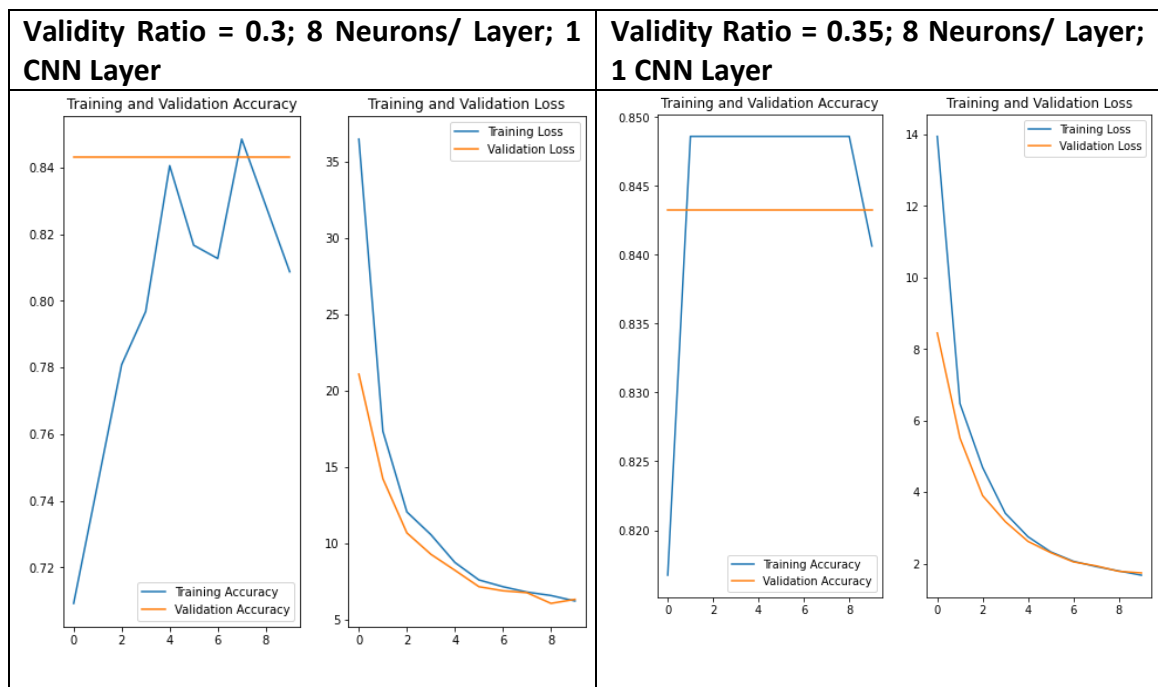 Validity Ratio = 0.3; 8 Neurons/ Layer; 1
CNN Layer
Training and Validation Accuracy
0.84
0.82
0.80
0.78
0.76
0.74
0.72
Training Accuracy
Validation Accuracy
0 2 4 6 8
Training and Validation Loss
Training Loss
Validation Loss
35
30
25
20
15
10
5
0 2 4 6 8
Validity Ratio = 0.35; 8 Neurons/ Layer;
1 CNN Layer
Training and Validation Accuracy
0.850
0.845
0.840
0.835
0.830
0.825
0.820
Training Accuracy
Validation Accuracy
0 2 4 6 8
Training and Validation Loss
Training Loss
Validation Loss
14
12
10
8
6
4
2
0 2 4 6 8